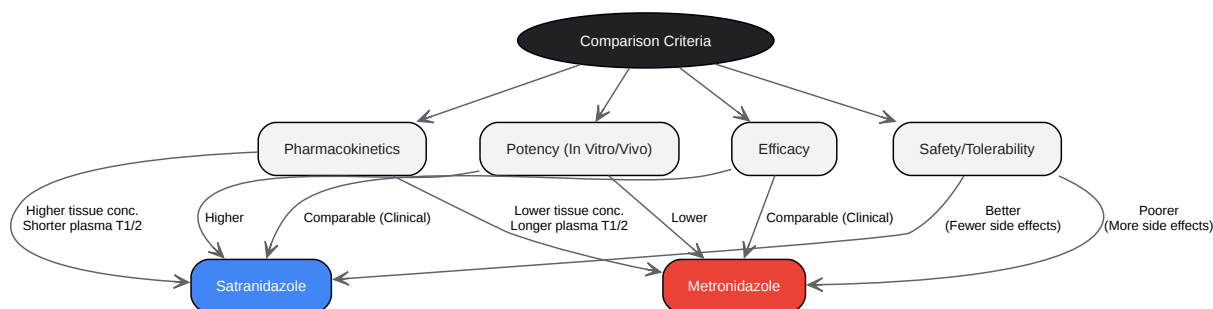 Comparison Criteria
Pharmacokinetics
Potency (In Vitro/Vivo)
Efficacy
Safety/Tolerability
Higher tissue conc.
Shorter plasma T1/2
Higher
Comparable (Clinical)
Lower tissue conc.
Longer plasma T1/2
Lower
Comparable (Clinical)
Better
(Fewer side effects)
Poorer
(More side effects)
Satranidazole
Metronidazole